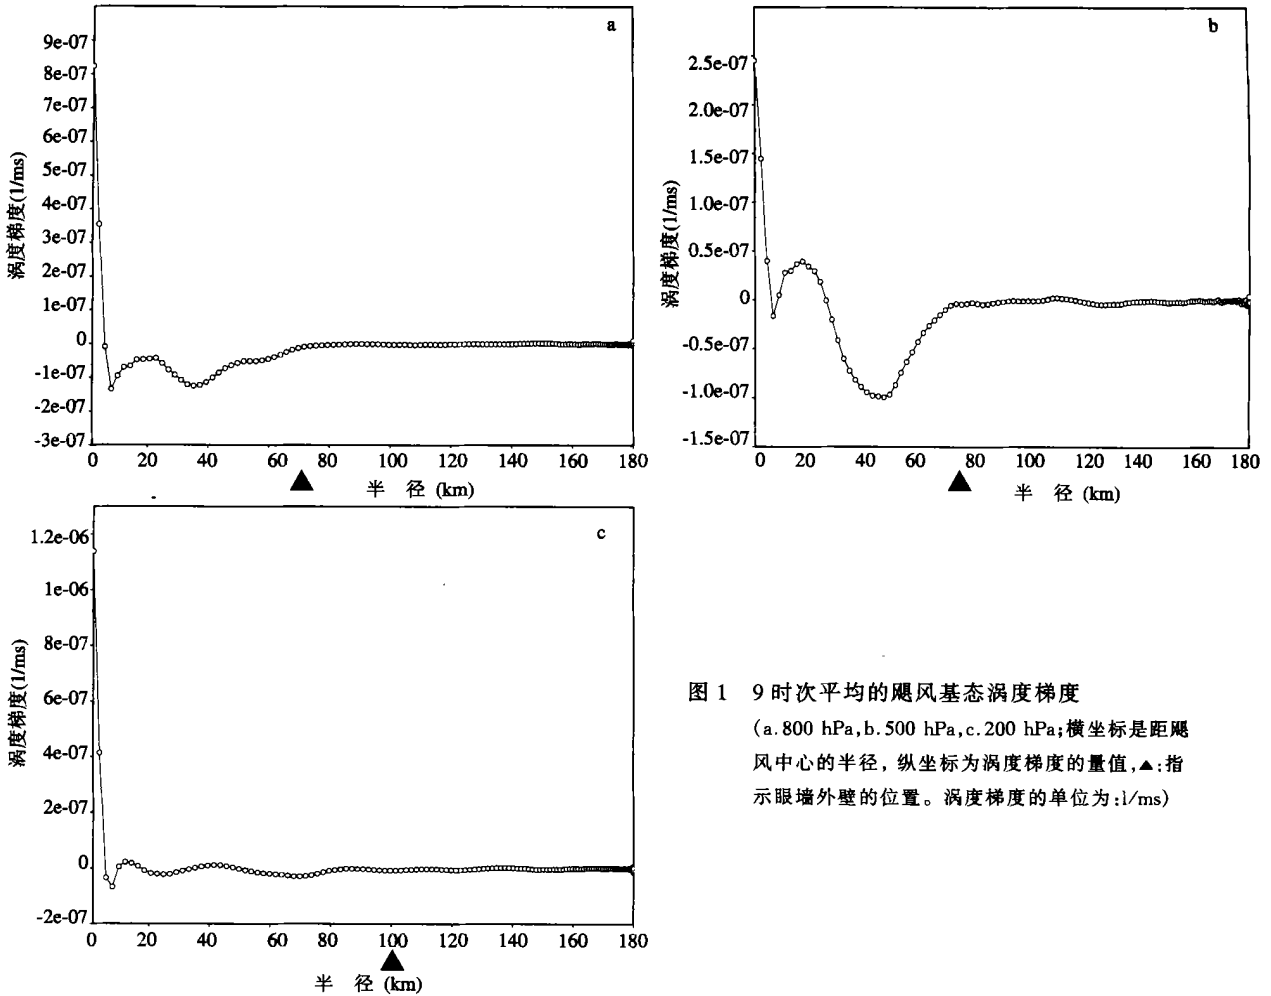 a
9e-07
8e-07
7e-07
6e-07
5e-07
4e-07
3e-07
2e-07
1e-07
0
-1e-07
-2e-07
-3e-07
涡度梯度(1/ms)
0 20 40 60 80 100 120 140 160 180
▲
半 径 (km)
b
2.5e-07
2.0e-07
1.5e-07
1.0e-07
0.5e-07
0
-0.5e-07
-1.0e-07
-1.5e-07
涡度梯度(1/ms)
0 20 40 60 80 100 120 140 160 180
▲
半 径 (km)
c
1.2e-06
1e-06
8e-07
6e-07
4e-07
2e-07
0
-2e-07
涡度梯度(1/ms)
0 20 40 60 80 100 120 140 160 180
▲
半 径 (km)
图 1 9 时次平均的飓风基态涡度梯度
(a.800 hPa,b.500 hPa,c.200 hPa;横坐标是距飓
风中心的半径,纵坐标为涡度梯度的量值,▲:指
示眼墙外壁的位置。涡度梯度的单位为:1/ms)